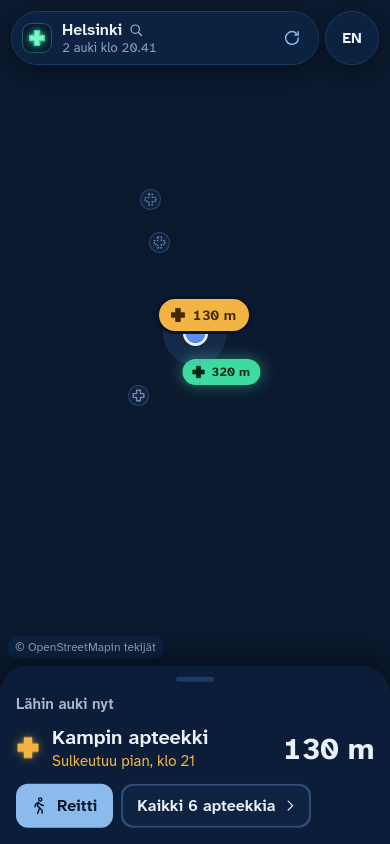 Helsinki
2 auki klo 20.41
EN
130 m
320 m
© OpenStreetMapin tekijät
Lähin auki nyt
Kampin apteekki
Sulkeutuu pian, klo 21
130 m
Reitti
Kaikki 6 apteekkia